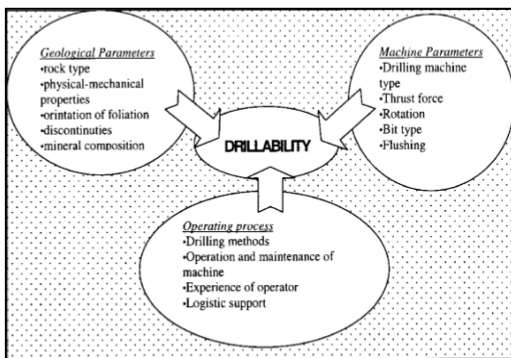 Geological Parameters
•rock type
•physical-mechanical
properties
•orintation of foliation
•discontinuties
•mineral composition
Machine Parameters
•Drilling machine
type
•Thrust force
•Rotation
•Bit type
•Flushing
DRILLABILITY
Operating process
•Drilling methods
•Operation and maintenance of
machine
•Experience of operator
•Logistic support